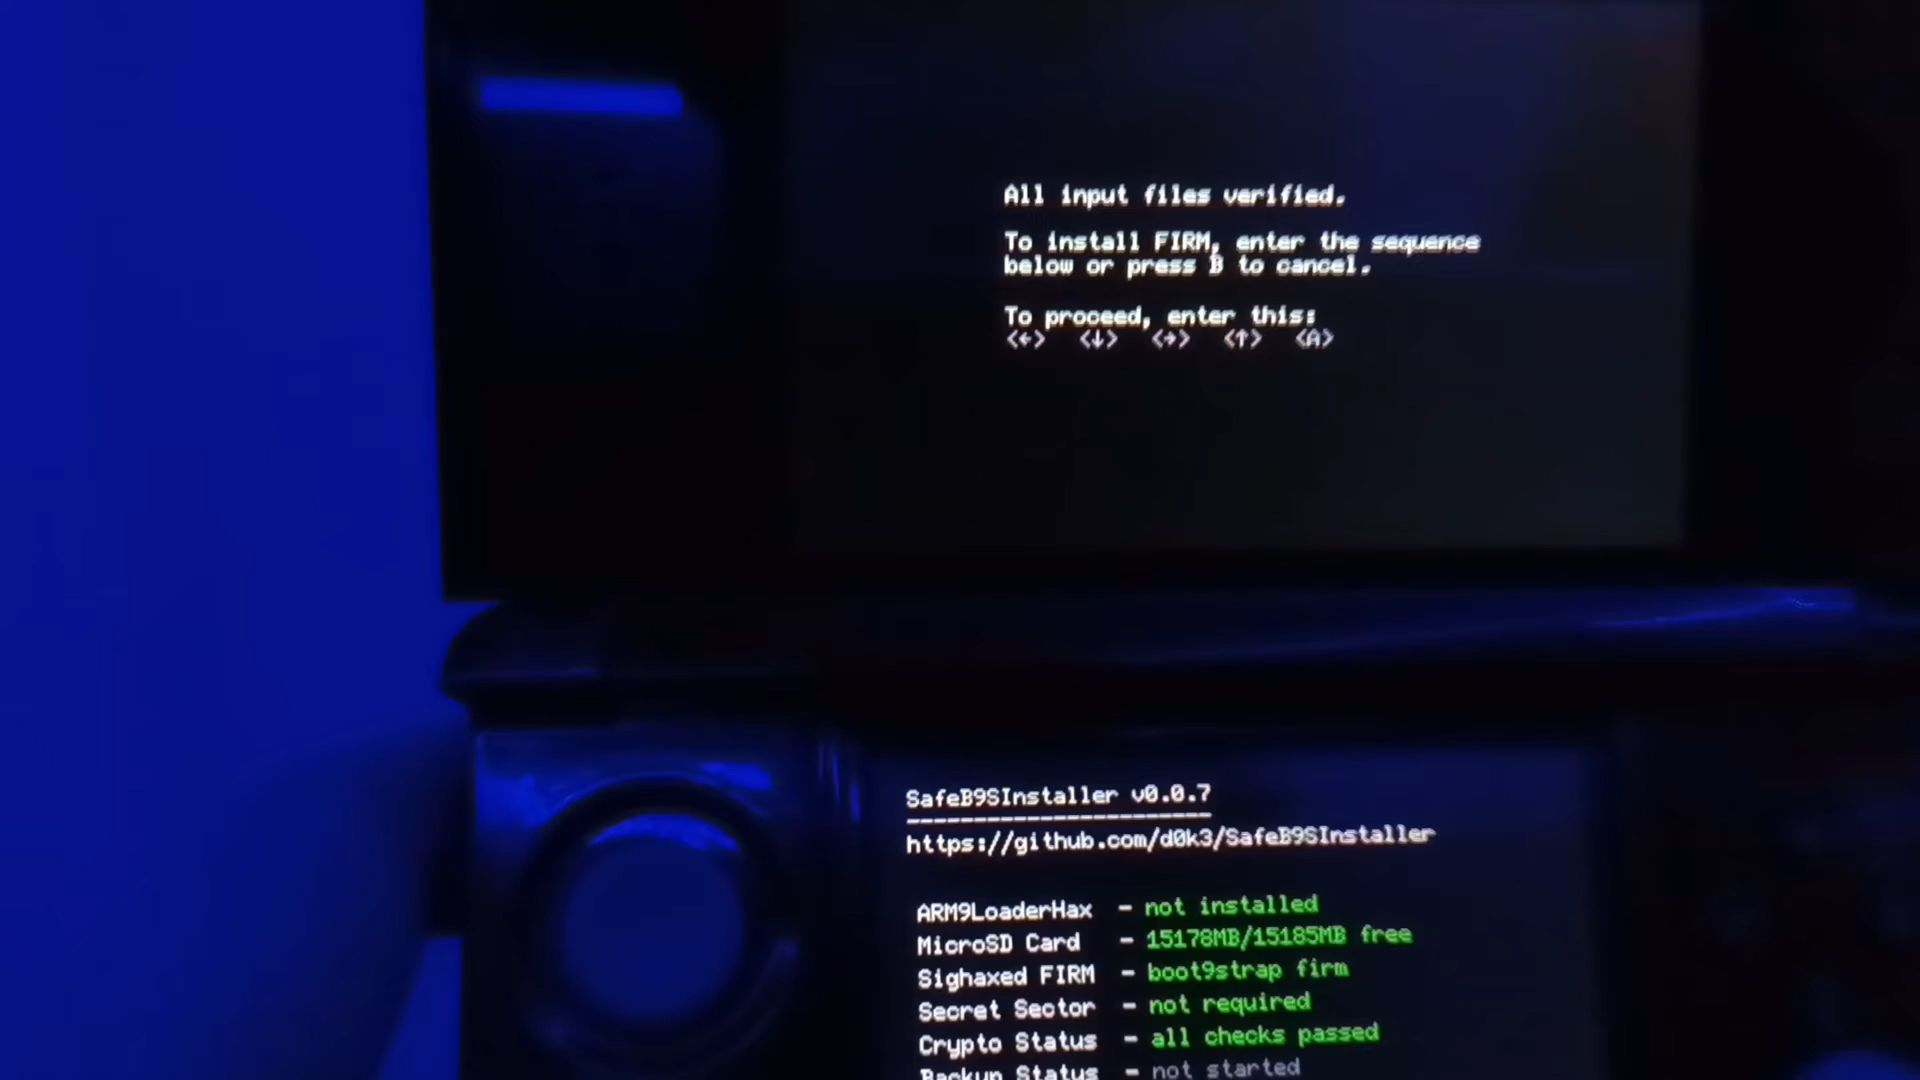 All input files verified.
To install FIRM, enter the sequence
below or press B to cancel.
To proceed, enter this:
<←> <↓> <→> <↑> <A>
SafeB9SInstaller v0.0.7
-----------------------
https://github.com/d0k3/SafeB9SInstaller
ARM9LoaderHax - not installed
MicroSD Card - 15178MB/15185MB free
Sighaxed FIRM - boot9strap firm
Secret Sector - not required
Crypto Status - all checks passed
Backup Status - not started